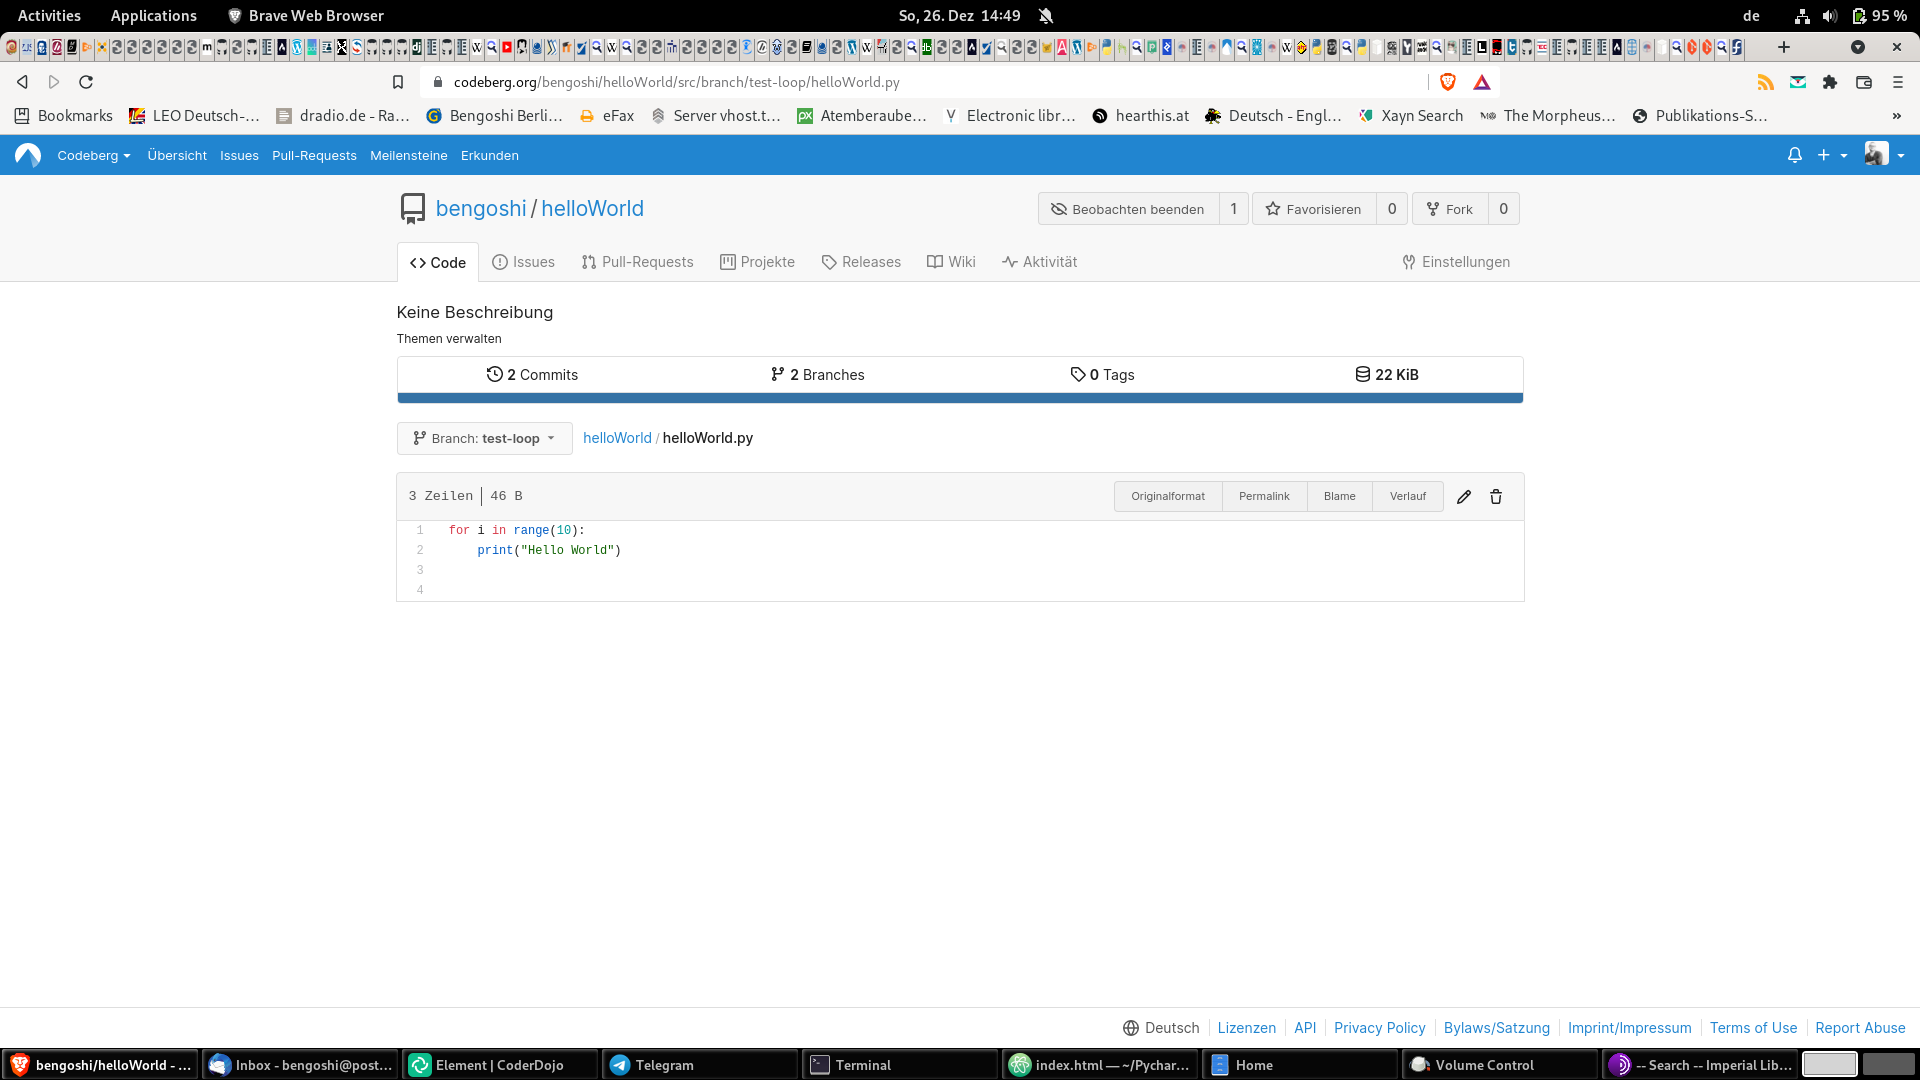 Activities Applications Brave Web Browser So, 26. Dez 14:49 de 95 %
codeberg.org/bengoshi/helloWorld/src/branch/test-loop/helloWorld.py
Bookmarks LEO Deutsch-… dradio.de - Ra… Bengoshi Berli… eFax Server vhost.t… Atemberaube… Electronic libr… hearthis.at Deutsch - Engl… Xayn Search The Morpheus… Publikations-S… »
Codeberg Übersicht Issues Pull-Requests Meilensteine Erkunden
bengoshi / helloWorld Beobachten beenden 1 Favorisieren 0 Fork 0
Code Issues Pull-Requests Projekte Releases Wiki Aktivität Einstellungen
Keine Beschreibung
Themen verwalten
2 Commits 2 Branches 0 Tags 22 KiB
Branch: test-loop helloWorld / helloWorld.py
3 Zeilen 46 B Originalformat Permalink Blame Verlauf
1 for i in range(10):
2     print("Hello World")
3
4
Deutsch Lizenzen API Privacy Policy Bylaws/Satzung Imprint/Impressum Terms of Use Report Abuse
bengoshi/helloWorld - … Inbox - bengoshi@post… Element | CoderDojo Telegram Terminal index.html — ~/Pychar… Home Volume Control -- Search -- Imperial Lib…